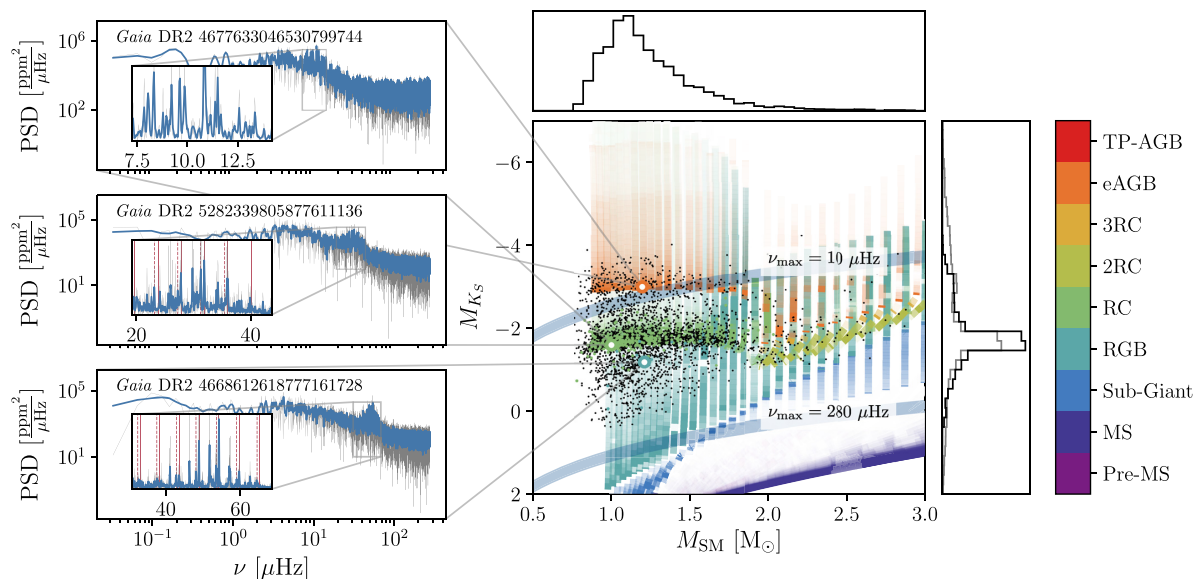 Gaia DR2 4677633046530799744
PSD [ppm²/μHz]
10⁶
10²
7.5 10.0 12.5
Gaia DR2 5282339805877611136
PSD [ppm²/μHz]
10⁵
10¹
20 40
Gaia DR2 4668612618777161728
PSD [ppm²/μHz]
10⁵
10¹
40 60
10⁻¹ 10⁰ 10¹ 10²
ν [μHz]
M_{K_S}
−6
−4
−2
0
2
ν_max = 10 μHz
ν_max = 280 μHz
0.5 1.0 1.5 2.0 2.5 3.0
M_SM [M_⊙]
TP-AGB
eAGB
3RC
2RC
RC
RGB
Sub-Giant
MS
Pre-MS